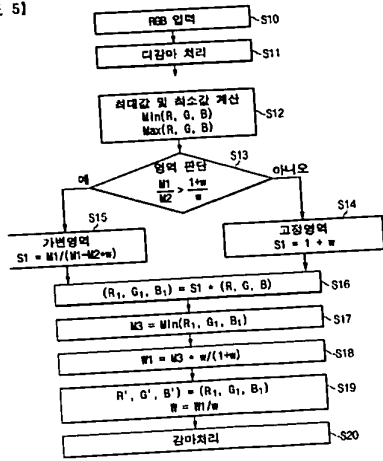 도 5】
RGB 입력
S10
디감마 처리
S11
최대값 및 최소값 계산
Min(R, G, B)
Max(R, G, B)
S12
S13
영역 판단
M1/M2 > 1+w/w
예
아니오
S15
가변영역
S1 = M1/(M1-M2*w)
S14
고정영역
S1 = 1 + w
(R₁, G₁, B₁) = S1 * (R, G, B)
S16
M3 = Min(R₁, G₁, B₁)
S17
W1 = M3 * w/(1+w)
S18
R', G', B') = (R₁, G₁, B₁)
W = W1/w
S19
감마처리
S20